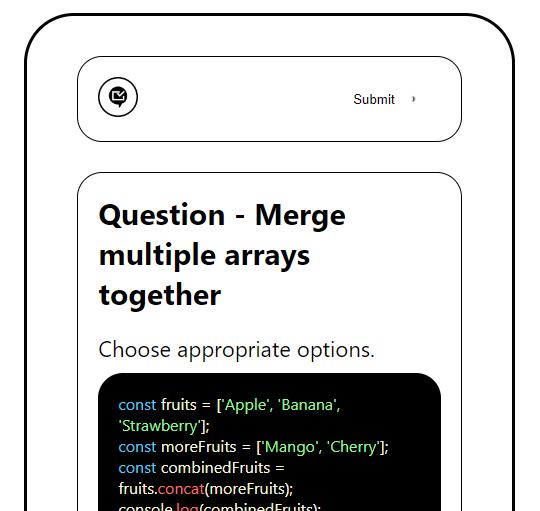 Submit
Question - Merge
multiple arrays
together
Choose appropriate options.
const fruits = ['Apple', 'Banana',
'Strawberry'];
const moreFruits = ['Mango', 'Cherry'];
const combinedFruits =
fruits.concat(moreFruits);
console.log(combinedFruits);